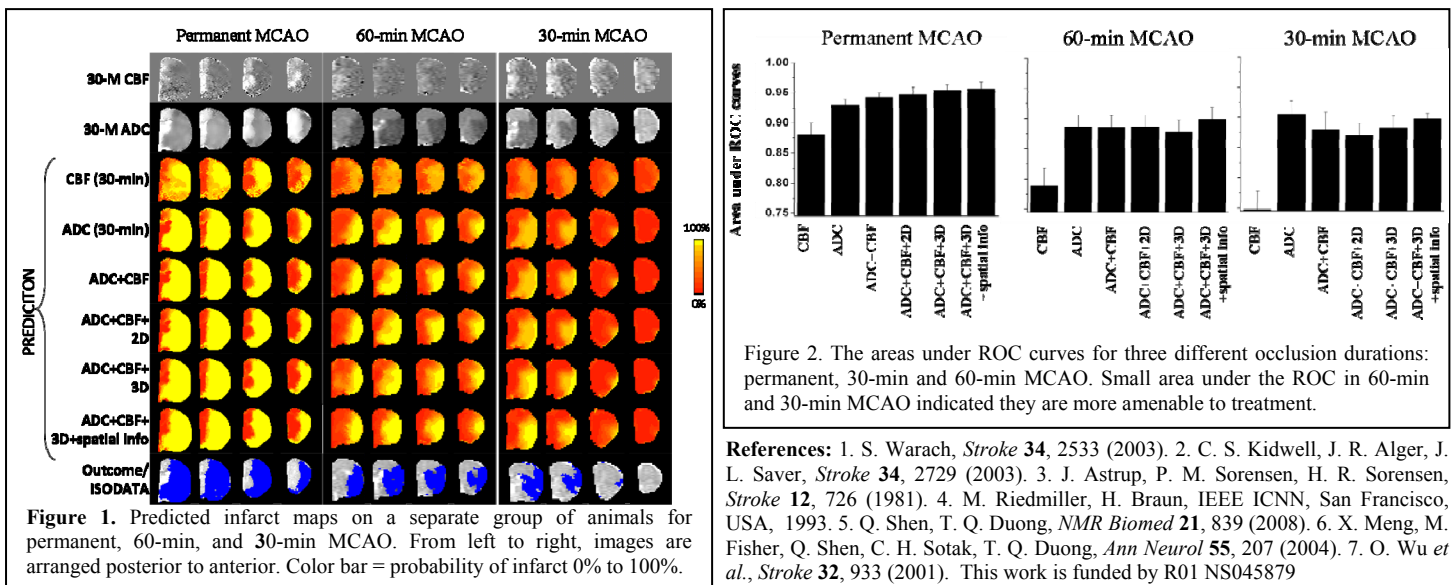 Permanent MCAO 60-min MCAO 30-min MCAO
30-M CBF
30-M ADC
CBF (30-min)
ADC (30-min)
ADC+CBF
ADC+CBF+
2D
ADC+CBF+
3D
ADC+CBF+
3D+spatial info
Outcome/
ISODATA
PREDICITON
100%
0%
Figure 1. Predicted infarct maps on a separate group of animals for
permanent, 60-min, and 30-min MCAO. From left to right, images are
arranged posterior to anterior. Color bar = probability of infarct 0% to 100%.
Permanent MCAO 60-min MCAO 30-min MCAO
Area under ROC curves
1.00
0.95
0.90
0.85
0.80
0.75
CBF
ADC
ADC-CBF
ADC+CBF+2D
ADC+CBF+3D
ADC+CBF+3D
-spatial info
CBF
ADC
ADC+CBF
ADC+CBF+2D
ADC+CBF+3D
ADC+CBF+3D
+spatial info
CBF
ADC
ADC+CBF
ADC-CBF+2D
ADC-CBF+3D
ADC-CBF+3D
+spatial info
Figure 2. The areas under ROC curves for three different occlusion durations:
permanent, 30-min and 60-min MCAO. Small area under the ROC in 60-min
and 30-min MCAO indicated they are more amenable to treatment.
References: 1. S. Warach, Stroke 34, 2533 (2003). 2. C. S. Kidwell, J. R. Alger, J.
L. Saver, Stroke 34, 2729 (2003). 3. J. Astrup, P. M. Sorensen, H. R. Sorensen,
Stroke 12, 726 (1981). 4. M. Riedmiller, H. Braun, IEEE ICNN, San Francisco,
USA, 1993. 5. Q. Shen, T. Q. Duong, NMR Biomed 21, 839 (2008). 6. X. Meng, M.
Fisher, Q. Shen, C. H. Sotak, T. Q. Duong, Ann Neurol 55, 207 (2004). 7. O. Wu et
al., Stroke 32, 933 (2001). This work is funded by R01 NS045879